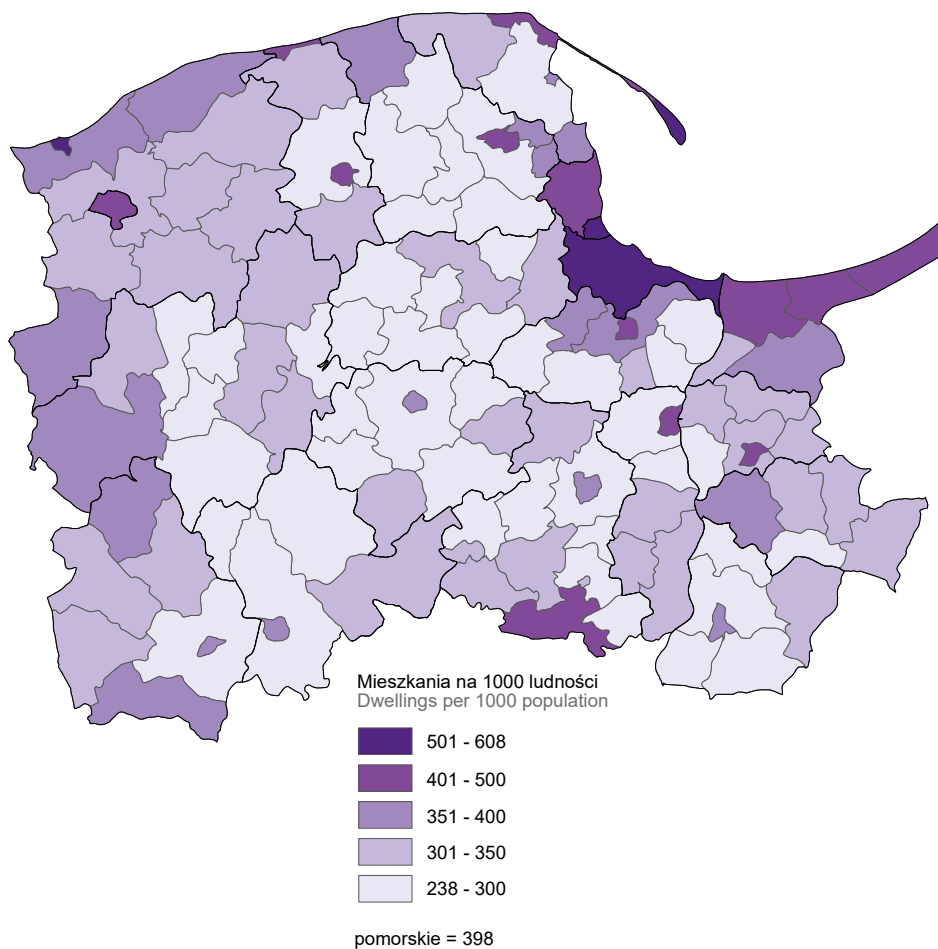 Mieszkania na 1000 ludności
Dwellings per 1000 population
501 - 608
401 - 500
351 - 400
301 - 350
238 - 300
pomorskie = 398